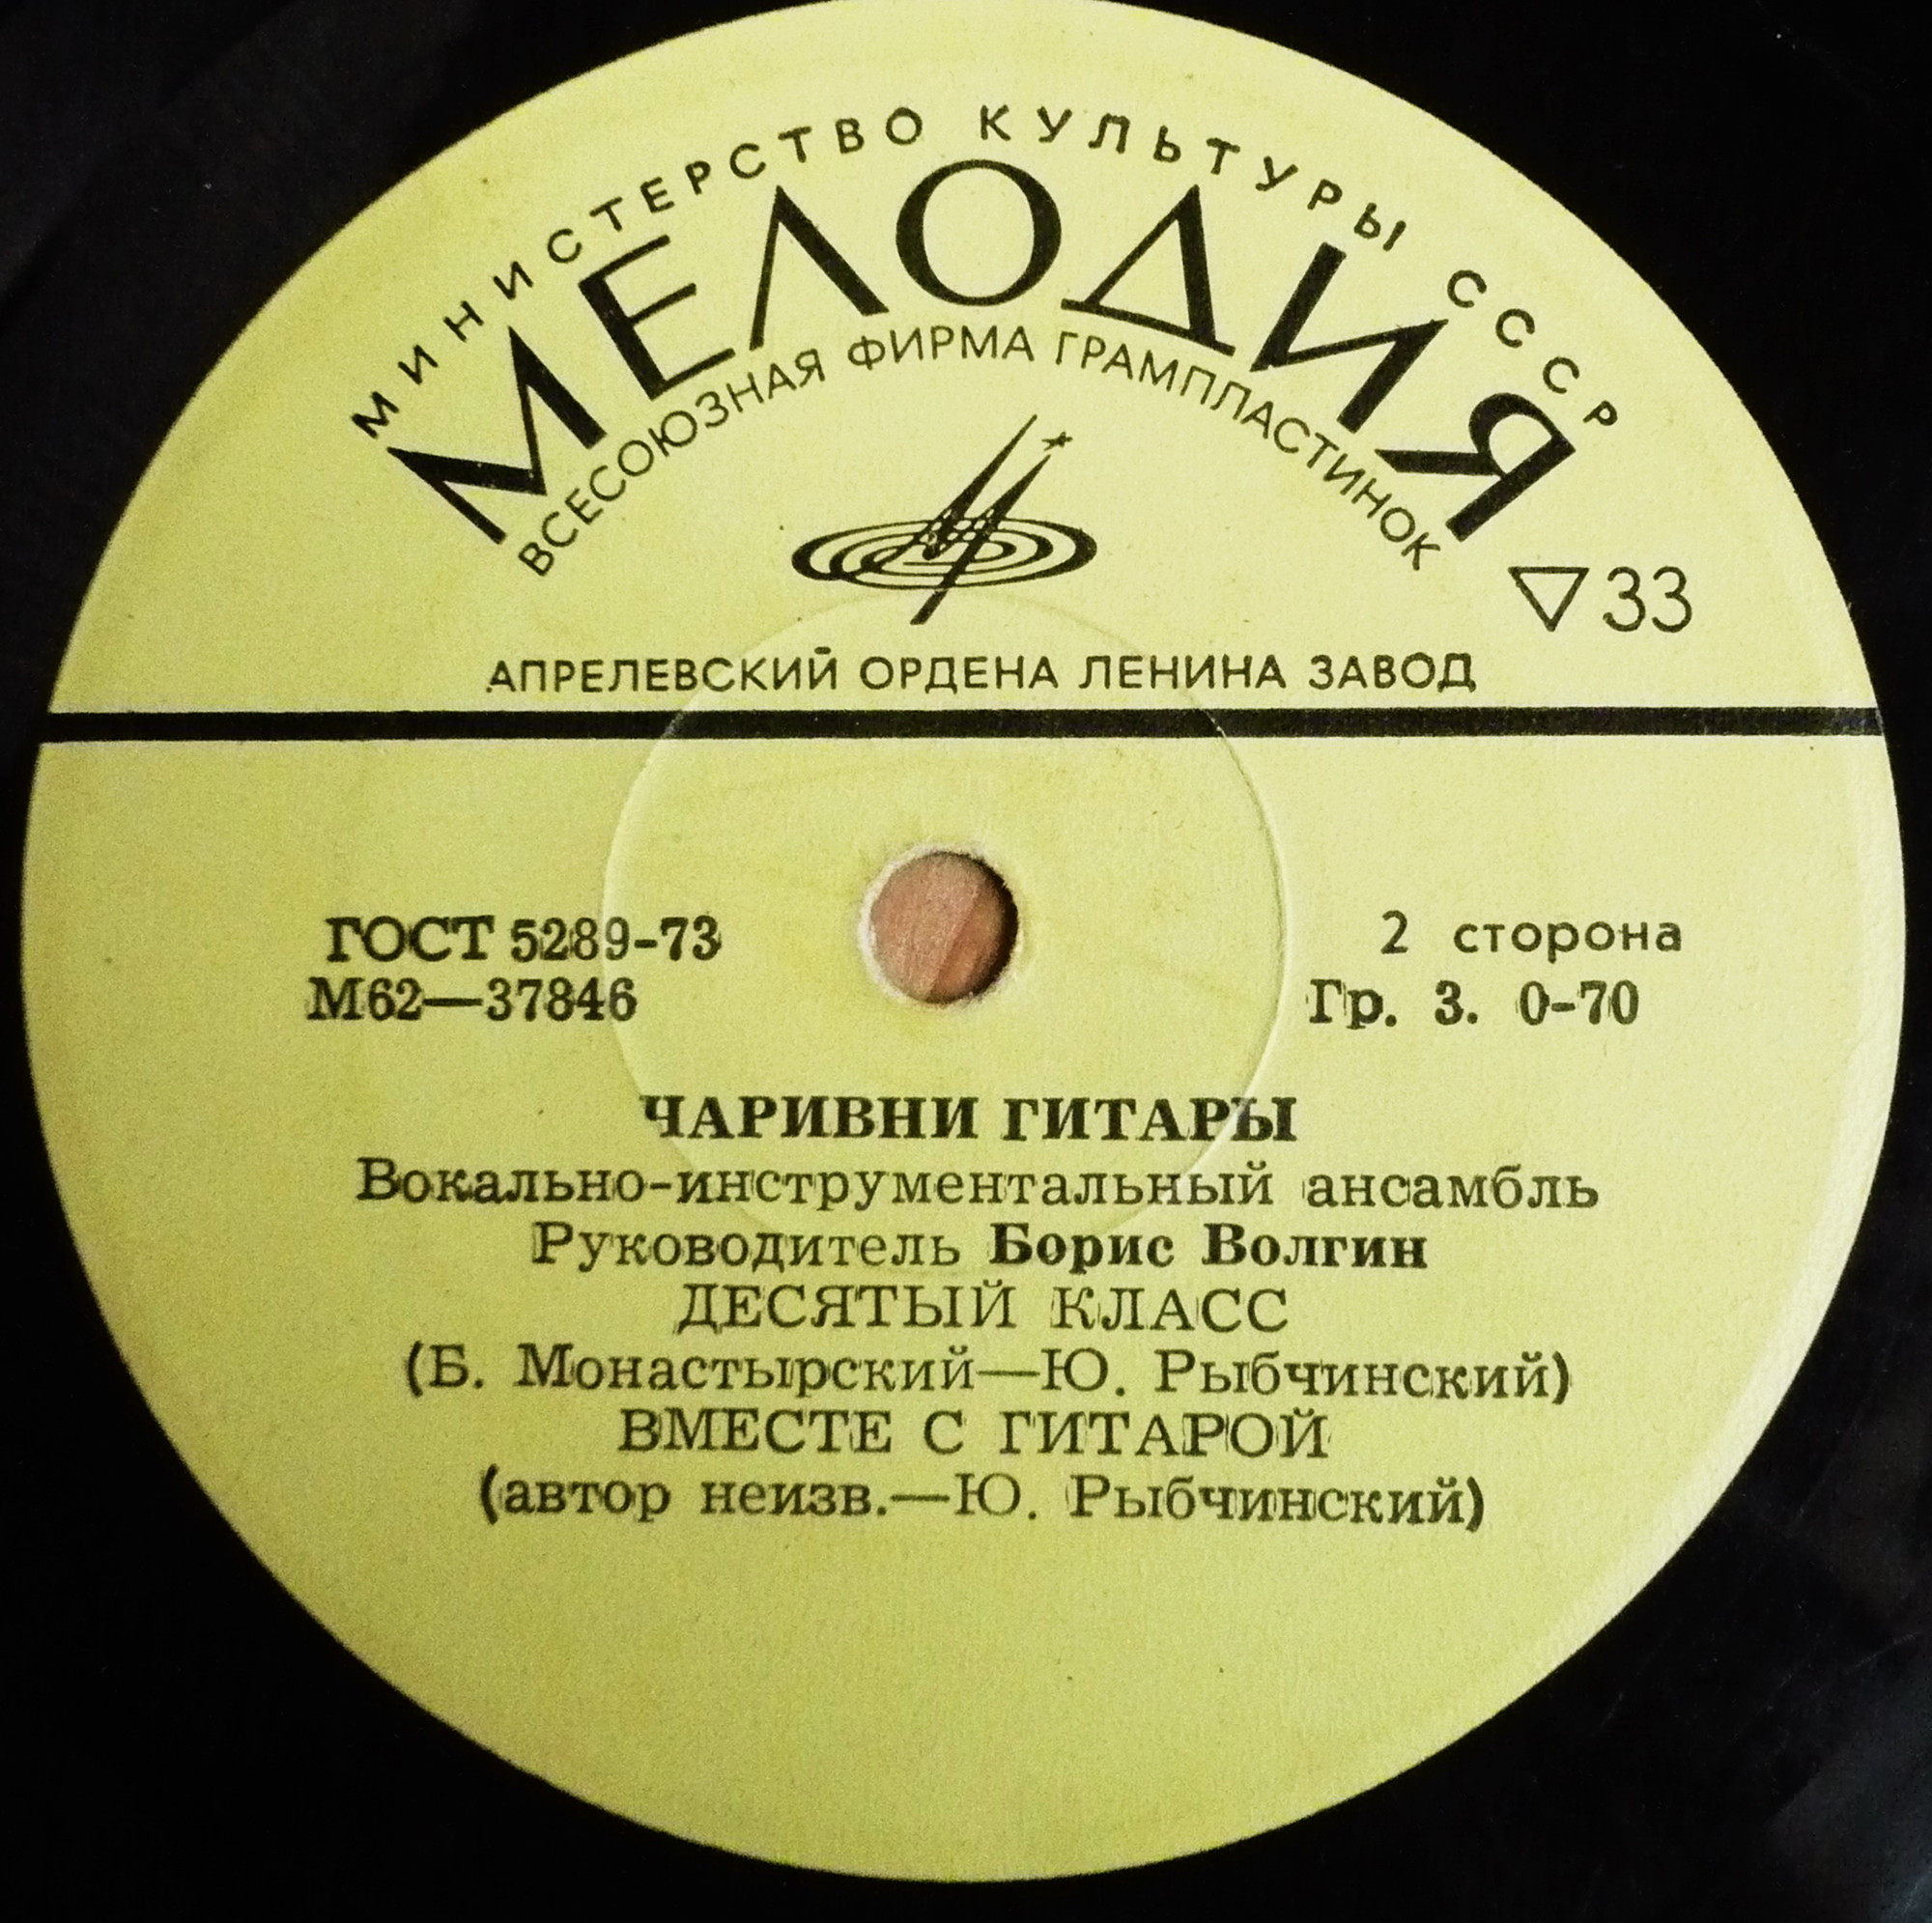 МИНИСТЕРСТВО КУЛЬТУРЫ СССР
МЕЛОДИЯ
ВСЕСОЮЗНАЯ ФИРМА ГРАМПЛАСТИНОК
▽33
АПРЕЛЕВСКИЙ ОРДЕНА ЛЕНИНА ЗАВОД
ГОСТ 5289-73
2 сторона
М62—37846
Гр. 3. 0-70
ЧАРИВНИ ГИТАРЫ
Вокально-инструментальный ансамбль
Руководитель Борис Волгин
ДЕСЯТЫЙ КЛАСС
(Б. Монастырский—Ю. Рыбчинский)
ВМЕСТЕ С ГИТАРОЙ
(автор неизв.—Ю. Рыбчинский)